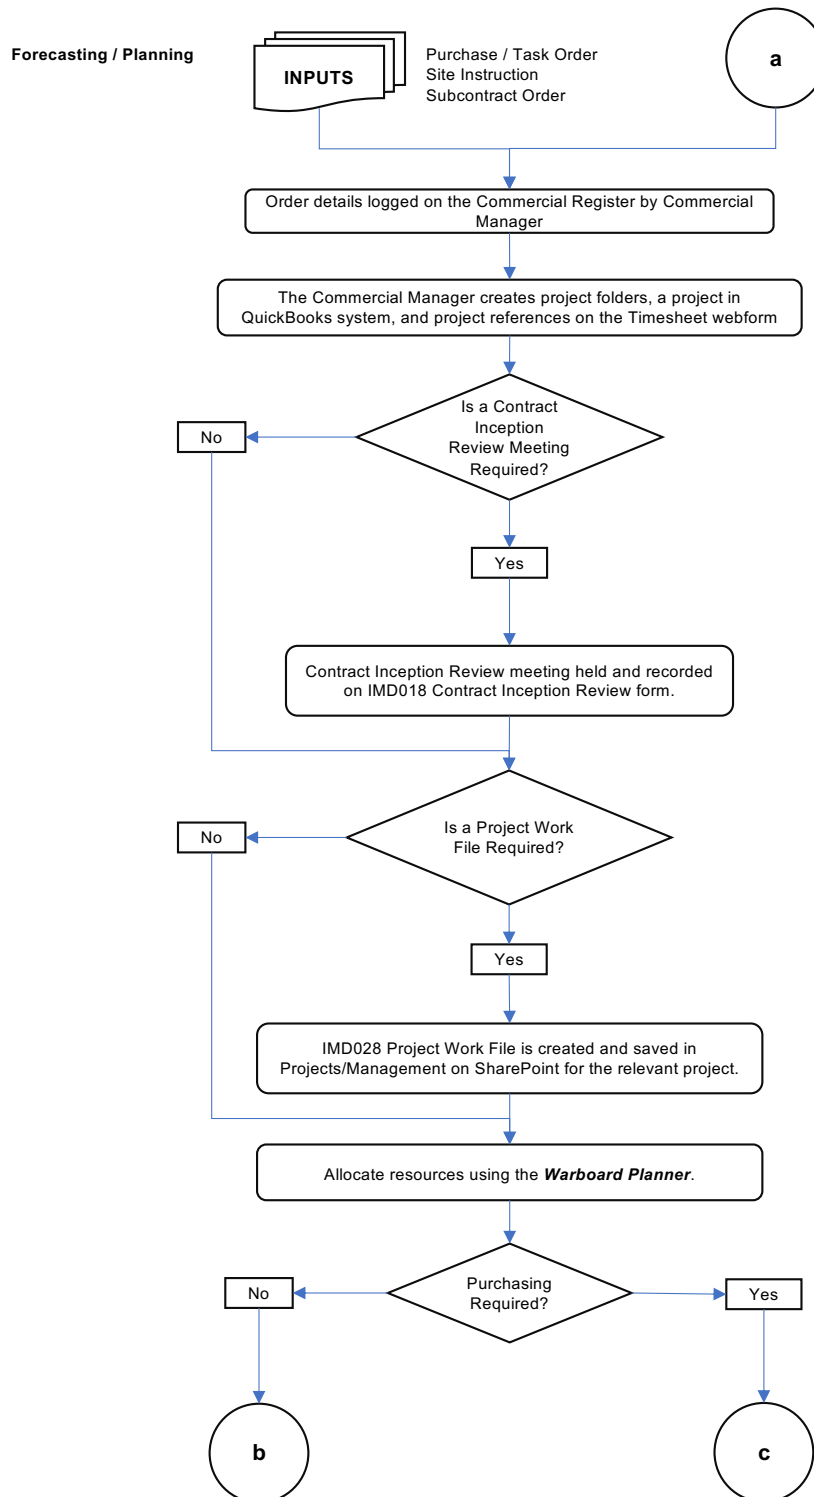 Forecasting / Planning
INPUTS
Purchase / Task Order
Site Instruction
Subcontract Order
a
Order details logged on the Commercial Register by Commercial
Manager
The Commercial Manager creates project folders, a project in
QuickBooks system, and project references on the Timesheet webform
Is a Contract
Inception
Review Meeting
Required?
No
Yes
Contract Inception Review meeting held and recorded
on IMD018 Contract Inception Review form.
Is a Project Work
File Required?
No
Yes
IMD028 Project Work File is created and saved in
Projects/Management on SharePoint for the relevant project.
Allocate resources using the Warboard Planner.
Purchasing
Required?
No
Yes
b
c